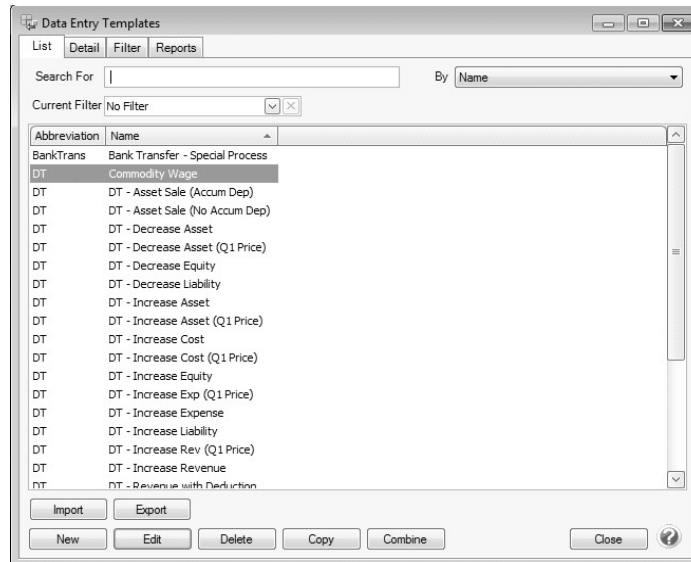 Data Entry Templates
List Detail Filter Reports
Search For By Name
Current Filter No Filter
Abbreviation Name
BankTrans Bank Transfer - Special Process
DT Commodity Wage
DT DT - Asset Sale (Accum Dep)
DT DT - Asset Sale (No Accum Dep)
DT DT - Decrease Asset
DT DT - Decrease Asset (Q1 Price)
DT DT - Decrease Equity
DT DT - Decrease Liability
DT DT - Increase Asset
DT DT - Increase Asset (Q1 Price)
DT DT - Increase Cost
DT DT - Increase Cost (Q1 Price)
DT DT - Increase Equity
DT DT - Increase Exp (Q1 Price)
DT DT - Increase Expense
DT DT - Increase Liability
DT DT - Increase Rev (Q1 Price)
DT DT - Increase Revenue
DT DT - Revenue with Deduction
Import Export
New Edit Delete Copy Combine Close ?